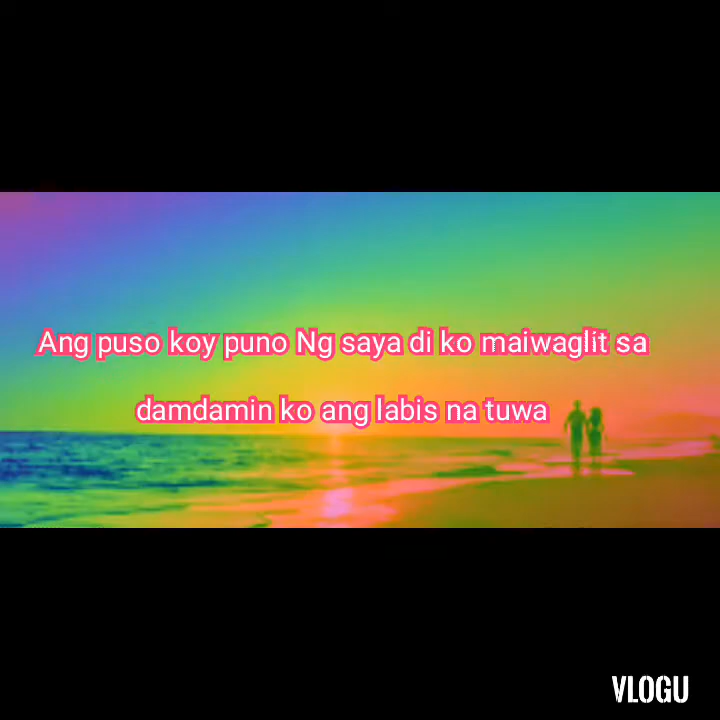 Ang puso koy puno Ng saya di ko maiwaglit sa
damdamin ko ang labis na tuwa
VLOGU